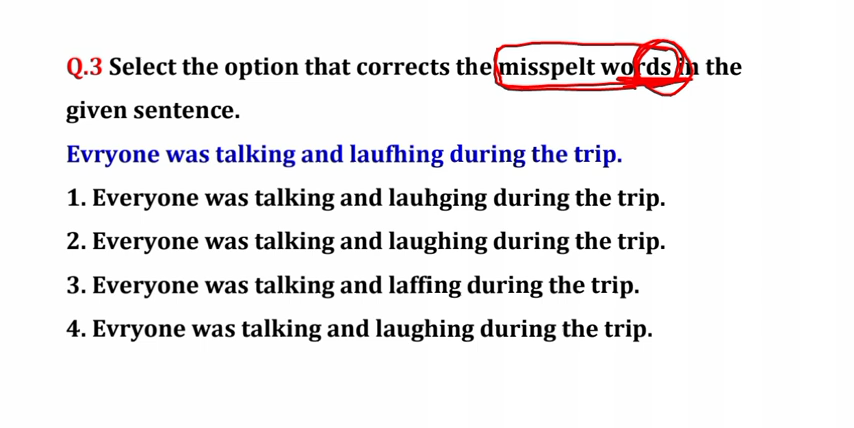 Q.3 Select the option that corrects the misspelt words in the
given sentence.
Evryone was talking and laufhing during the trip.
1. Everyone was talking and lauhging during the trip.
2. Everyone was talking and laughing during the trip.
3. Everyone was talking and laffing during the trip.
4. Evryone was talking and laughing during the trip.